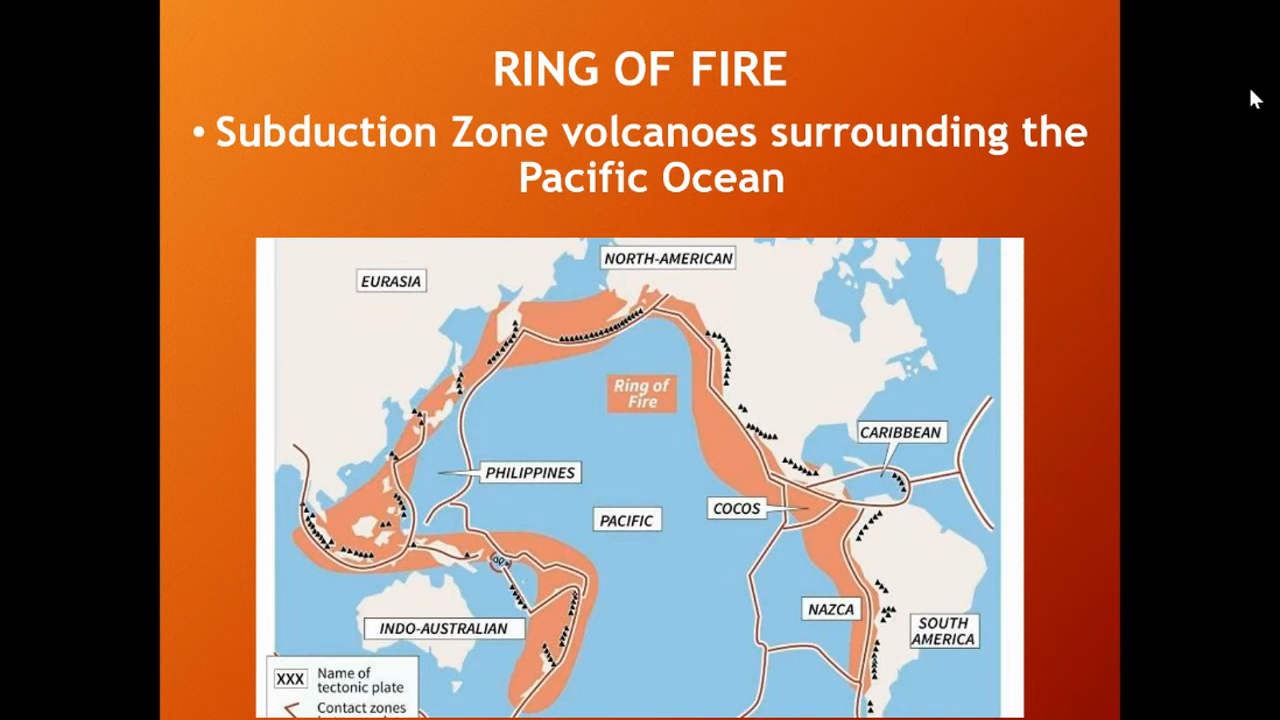 RING OF FIRE
• Subduction Zone volcanoes surrounding the
Pacific Ocean
NORTH-AMERICAN
EURASIA
Ring of
Fire
CARIBBEAN
PHILIPPINES
COCOS
PACIFIC
NAZCA
INDO-AUSTRALIAN
SOUTH
AMERICA
XXX
Name of
tectonic plate
Contact zones